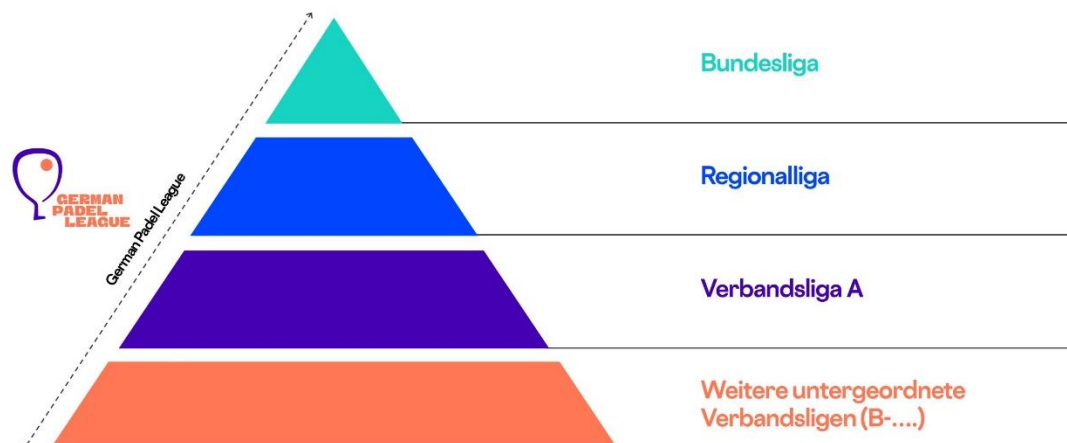 Bundesliga
Regionalliga
GERMAN
PADEL
LEAGUE
German Padel League
Verbandsliga A
Weitere untergeordnete
Verbandsligen (B-....)